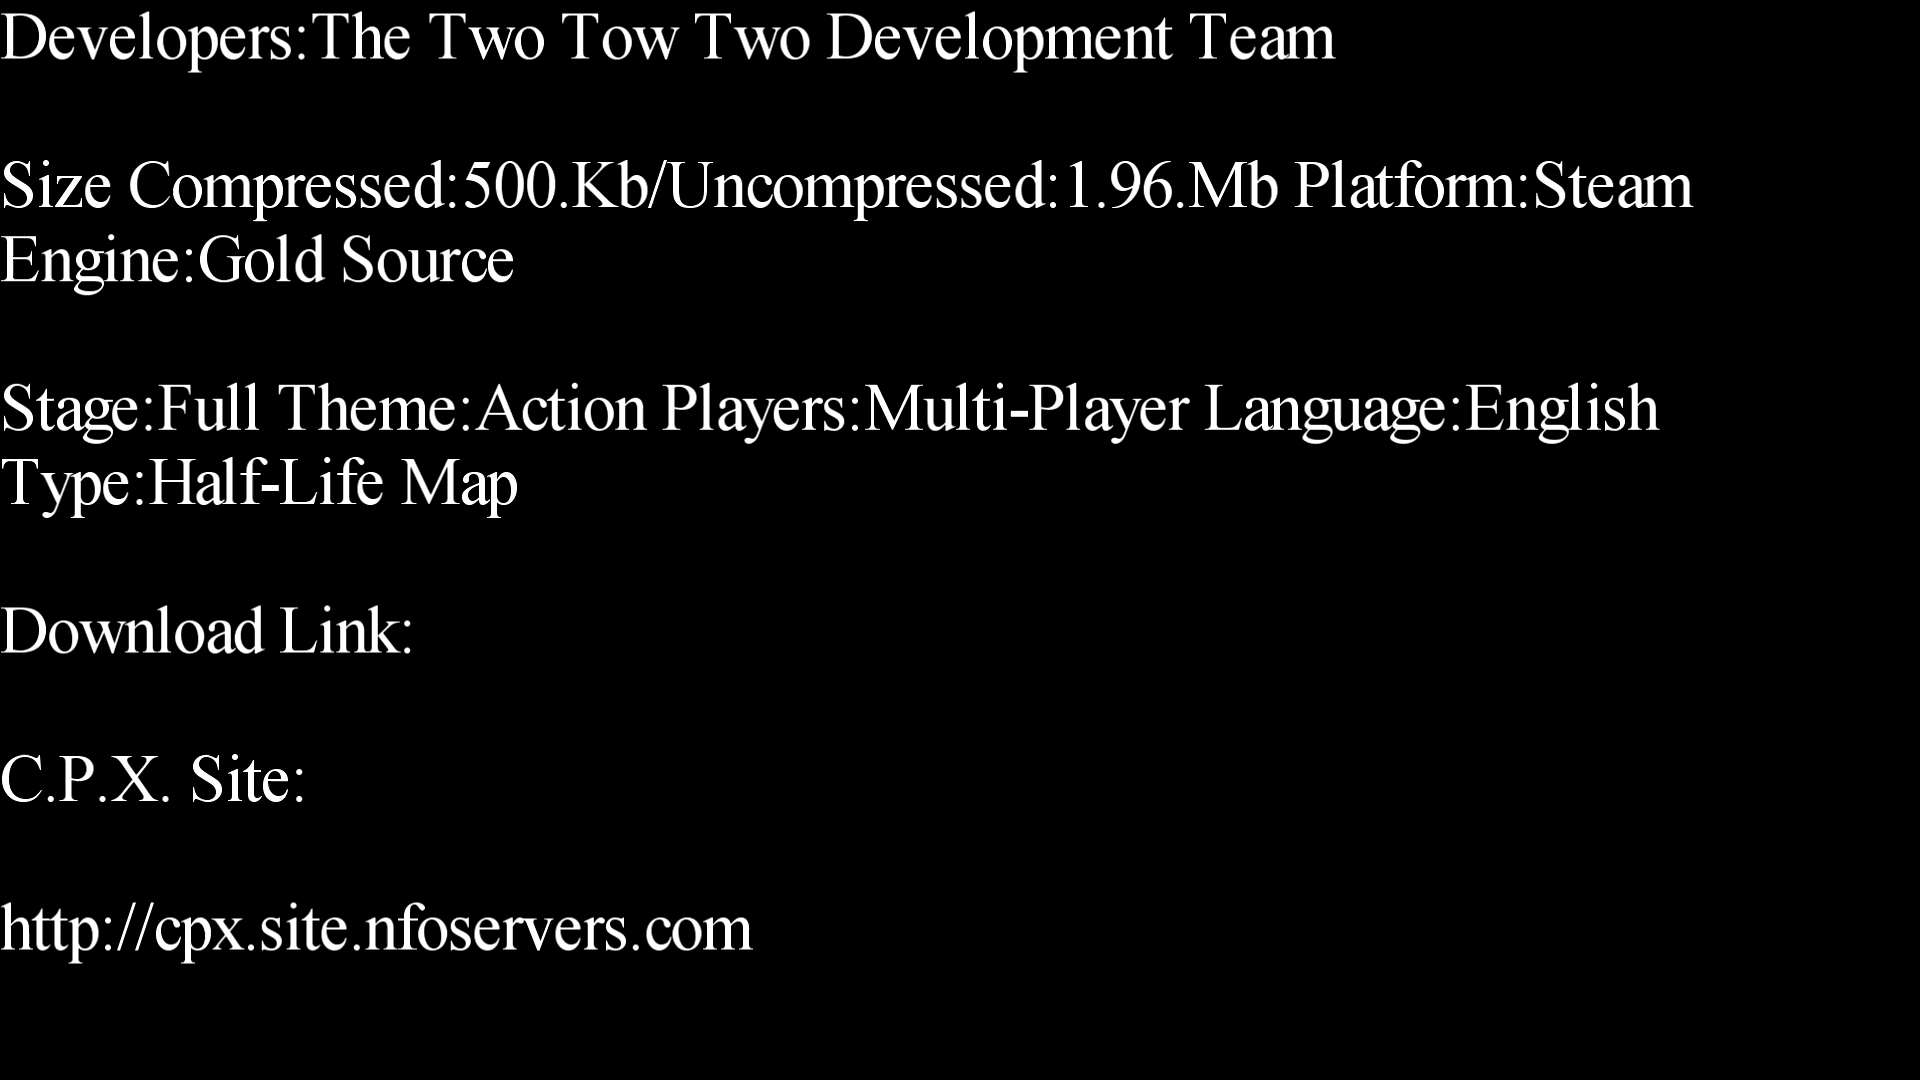 Developers:The Two Tow Two Development Team
Size Compressed:500.Kb/Uncompressed:1.96.Mb Platform:Steam
Engine:Gold Source
Stage:Full Theme:Action Players:Multi-Player Language:English
Type:Half-Life Map
Download Link:
C.P.X. Site:
http://cpx.site.nfoservers.com